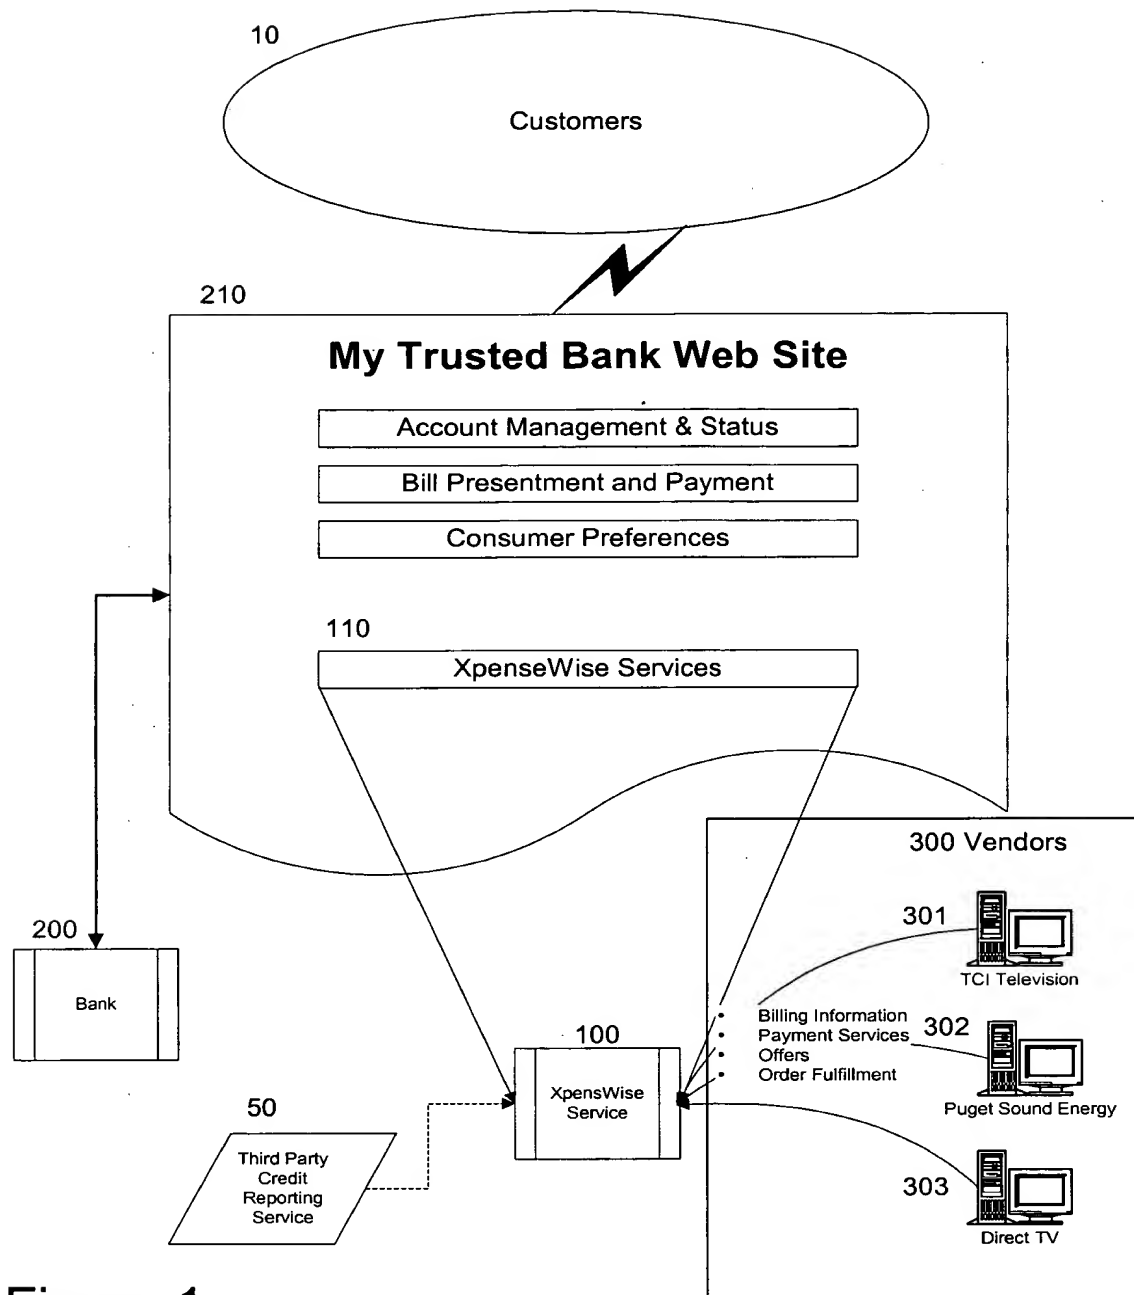 10
Customers
210
My Trusted Bank Web Site
Account Management & Status
Bill Presentment and Payment
Consumer Preferences
110
XpenseWise Services
300 Vendors
301
TCI Television
200
Bank
• Billing Information
• Payment Services
• Offers
• Order Fulfillment
302
Puget Sound Energy
100
XpensWise
Service
50
Third Party
Credit
Reporting
Service
303
Direct TV